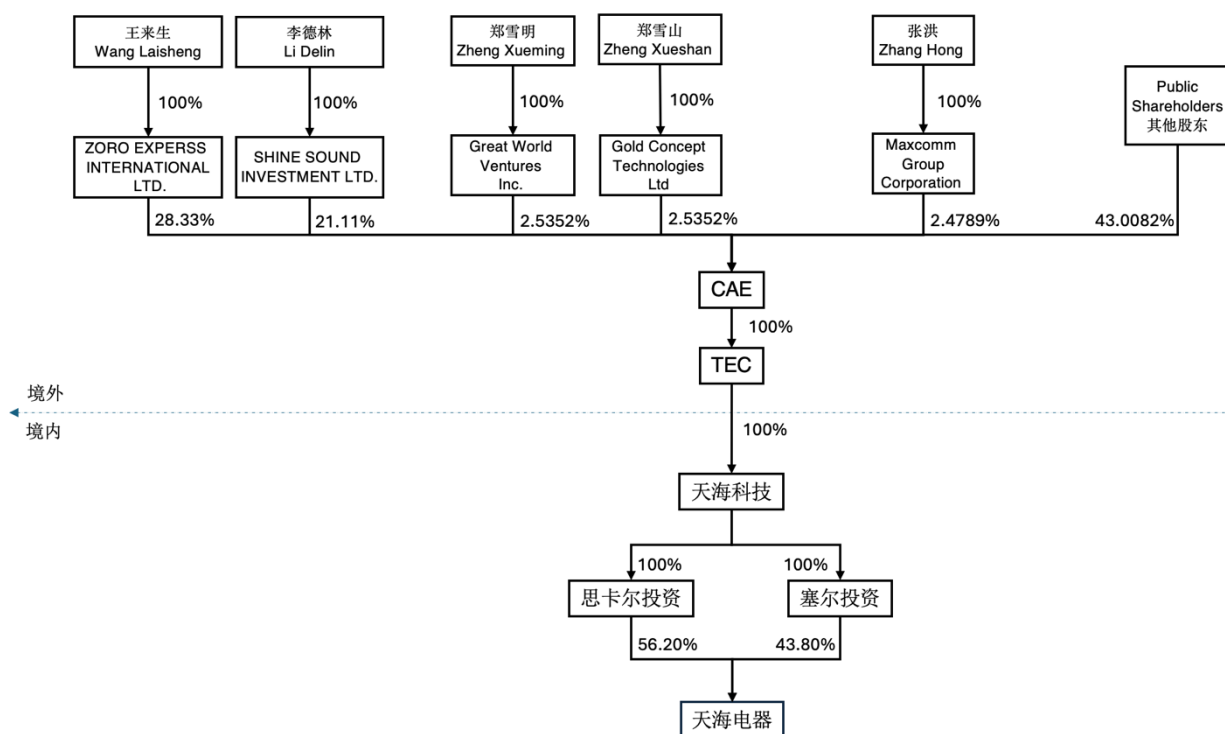 王来生
Wang Laisheng
李德林
Li Delin
郑雪明
Zheng Xueming
郑雪山
Zheng Xueshan
张洪
Zhang Hong
Public
Shareholders
其他股东
100%
100%
100%
100%
100%
ZORO EXPERSS
INTERNATIONAL
LTD.
SHINE SOUND
INVESTMENT LTD.
Great World
Ventures
Inc.
Gold Concept
Technologies
Ltd
Maxcomm
Group
Corporation
28.33%
21.11%
2.5352%
2.5352%
2.4789%
43.0082%
CAE
100%
TEC
境外
境内
100%
天海科技
100%
100%
思卡尔投资
塞尔投资
56.20%
43.80%
天海电器